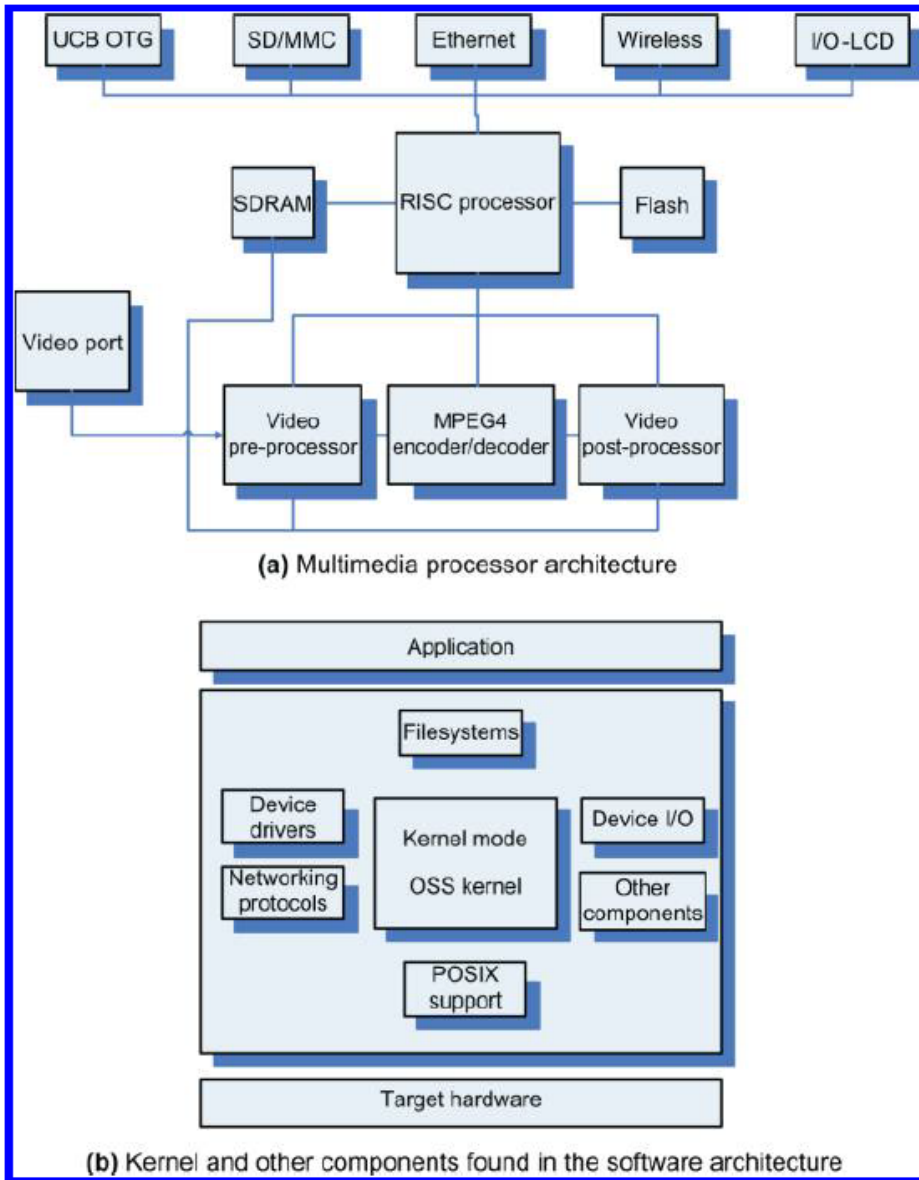 UCB OTG
SD/MMC
Ethernet
Wireless
I/O-LCD
SDRAM
RISC processor
Flash
Video port
Video
pre-processor
MPEG4
encoder/decoder
Video
post-processor
(a) Multimedia processor architecture
Application
Filesystems
Device
drivers
Kernel mode
OSS kernel
Device I/O
Networking
protocols
Other
components
POSIX
support
Target hardware
(b) Kernel and other components found in the software architecture